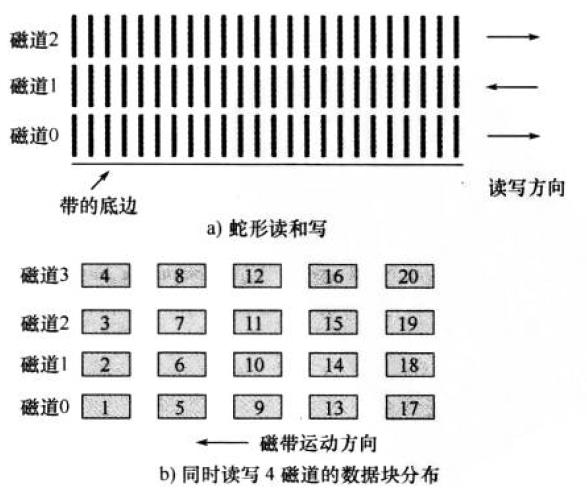 磁道2
磁道1
磁道0
读写方向
带的底边
a) 蛇形读和写
磁道3 4 8 12 16 20
磁道2 3 7 11 15 19
磁道1 2 6 10 14 18
磁道0 1 5 9 13 17
磁带运动方向
b) 同时读写 4 磁道的数据块分布